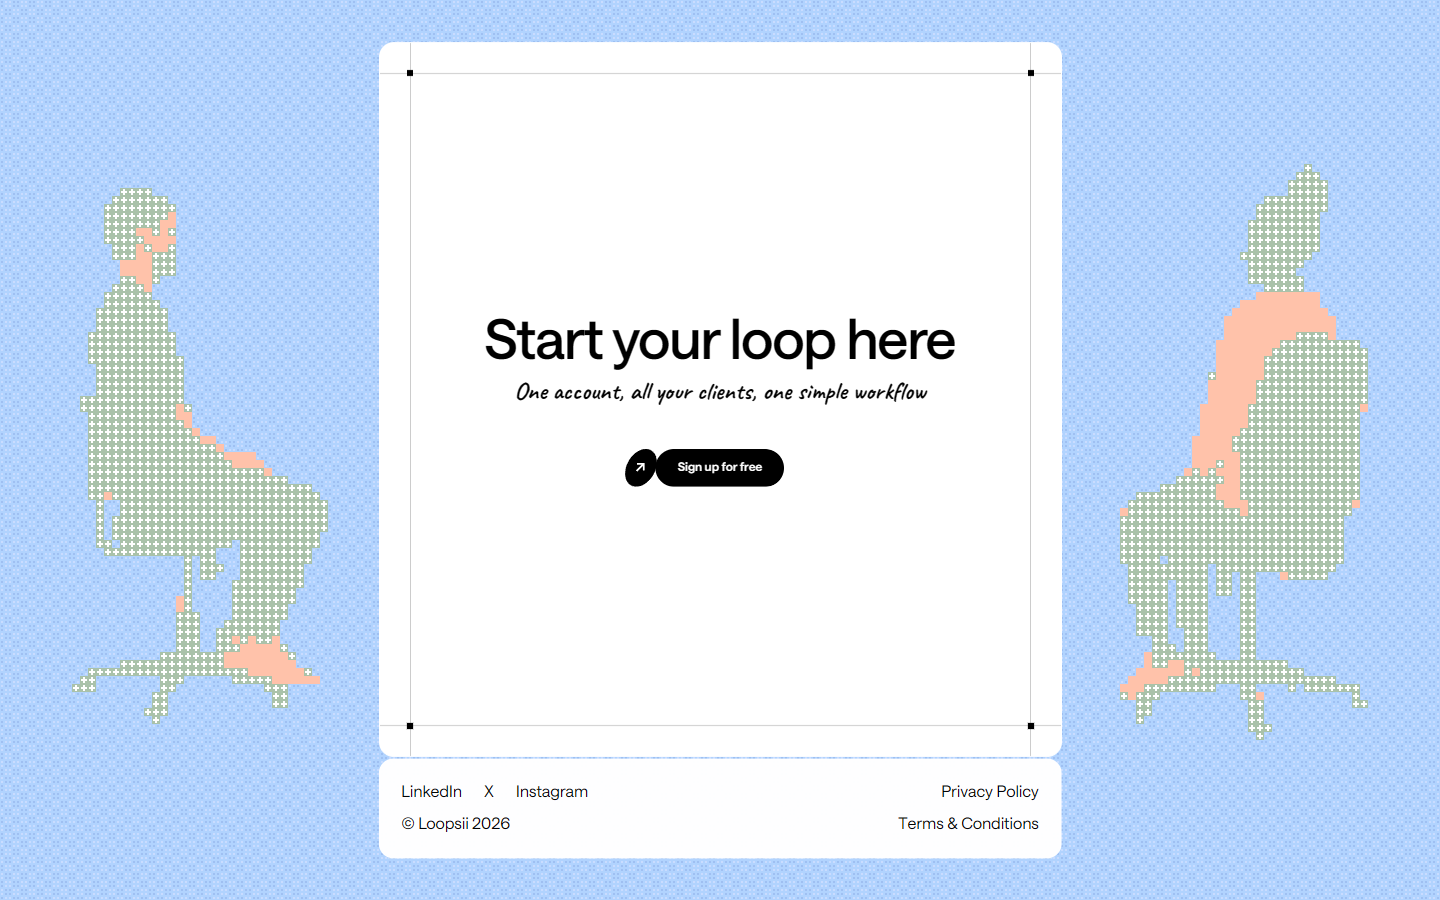 Start your loop here
One account, all your clients, one simple workflow
Sign up for free
LinkedIn X Instagram
Privacy Policy
© Loopsii 2026
Terms & Conditions